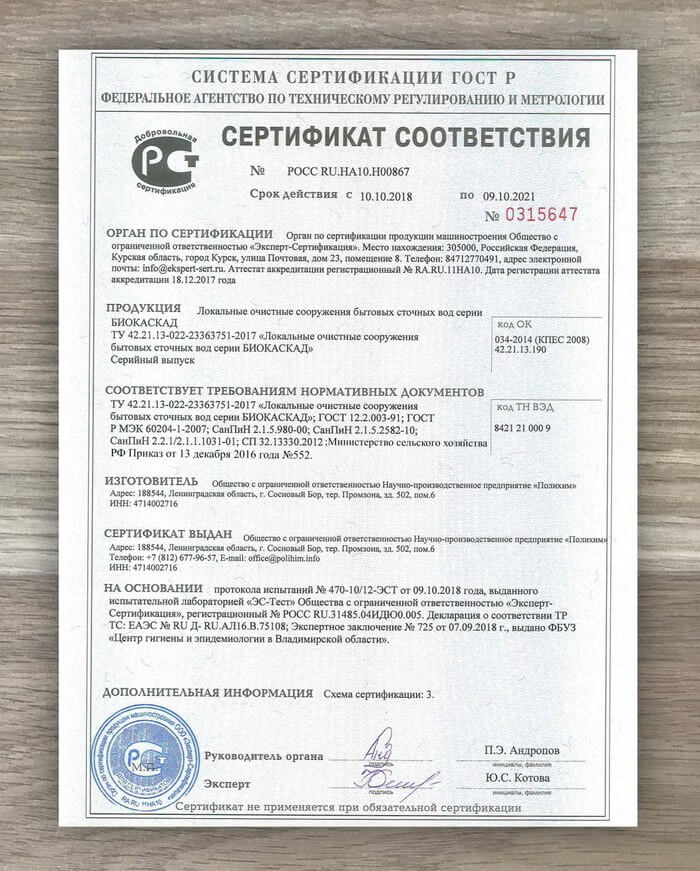 СИСТЕМА СЕРТИФИКАЦИИ ГОСТ Р
ФЕДЕРАЛЬНОЕ АГЕНТСТВО ПО ТЕХНИЧЕСКОМУ РЕГУЛИРОВАНИЮ И МЕТРОЛОГИИ
Добровольная
РСТ
сертификация
СЕРТИФИКАТ СООТВЕТСТВИЯ
№ РОСС RU.НА10.Н00867
Срок действия с 10.10.2018 по 09.10.2021
№ 0315647
ОРГАН ПО СЕРТИФИКАЦИИ Орган по сертификации продукции машиностроения Общество с
ограниченной ответственностью «Эксперт-Сертификация». Место нахождения: 305000, Российская Федерация,
Курская область, город Курск, улица Почтовая, дом 23, помещение 8. Телефон: 84712770491, адрес электронной
почты: info@ekspert-sert.ru. Аттестат аккредитации регистрационный № RA.RU.11НА10. Дата регистрации аттестата
аккредитации 18.12.2017 года
ПРОДУКЦИЯ Локальные очистные сооружения бытовых сточных вод серии
БИОКАСКАД
ТУ 42.21.13-022-23363751-2017 «Локальные очистные сооружения
бытовых сточных вод серии БИОКАСКАД»
Серийный выпуск
код ОК
034-2014 (КПЕС 2008)
42.21.13.190
СООТВЕТСТВУЕТ ТРЕБОВАНИЯМ НОРМАТИВНЫХ ДОКУМЕНТОВ
ТУ 42.21.13-022-23363751-2017 «Локальные очистные сооружения
бытовых сточных вод серии БИОКАСКАД»; ГОСТ 12.2.003-91; ГОСТ
Р МЭК 60204-1-2007; СанПиН 2.1.5.980-00; СанПиН 2.1.5.2582-10;
СанПиН 2.2.1/2.1.1.1031-01; СП 32.13330.2012 ;Министерство сельского хозяйства
РФ Приказ от 13 декабря 2016 года №552.
код ТН ВЭД
8421 21 000 9
ИЗГОТОВИТЕЛЬ Общество с ограниченной ответственностью Научно-производственное предприятие «Полихим»
Адрес: 188544, Ленинградская область, г. Сосновый Бор, тер. Промзона, зд. 502, пом.6
ИНН: 4714002716
СЕРТИФИКАТ ВЫДАН Общество с ограниченной ответственностью Научно-производственное предприятие «Полихим»
Адрес: 188544, Ленинградская область, г. Сосновый Бор, тер. Промзона, зд. 502, пом.6
Телефон: +7 (812) 677-96-57, E-mail: office@polihim.info
ИНН: 4714002716
НА ОСНОВАНИИ протокола испытаний № 470-10/12-ЭСТ от 09.10.2018 года, выданного
испытательной лабораторией «ЭС-Тест» Общества с ограниченной ответственностью «Эксперт-
Сертификация», регистрационный № РОСС RU.31485.04ИДЮ0.005. Декларация о соответствии ТР
ТС: ЕАЭС № RU Д- RU.АЛ16.В.75108; Экспертное заключение № 725 от 07.09.2018 г., выдано ФБУЗ
«Центр гигиены и эпидемиологии в Владимирской области».
ДОПОЛНИТЕЛЬНАЯ ИНФОРМАЦИЯ Схема сертификации: 3.
М.П.
RA.RU.11НА10
Руководитель органа
подпись
П.Э. Андропов
инициалы, фамилия
Эксперт
подпись
Ю.С. Котова
инициалы, фамилия
Сертификат не применяется при обязательной сертификации